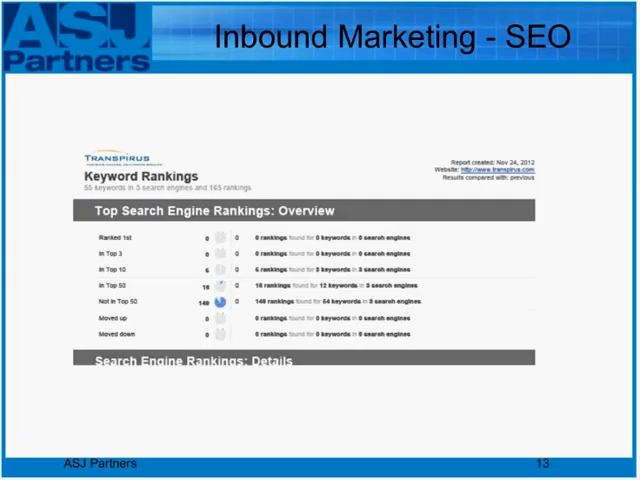 ASJ
Partners
Inbound Marketing - SEO
TRANSPIRUS
Keyword Rankings
55 keywords in 3 search engines and 165 rankings
Report created: Nov 24, 2012
Website: http://www.transpirus.com
Results compared with: previous
Top Search Engine Rankings: Overview
Ranked 1st 0 0 0 rankings found for 0 keywords in 0 search engines
In Top 3 0 0 0 rankings found for 0 keywords in 0 search engines
In Top 10 5 0 5 rankings found for 3 keywords in 3 search engines
In Top 50 16 0 16 rankings found for 12 keywords in 3 search engines
Not In Top 50 149 0 149 rankings found for 54 keywords in 3 search engines
Moved up 0 0 rankings found for 0 keywords in 0 search engines
Moved down 0 0 rankings found for 0 keywords in 0 search engines
Search Engine Rankings: Details
ASJ Partners
13